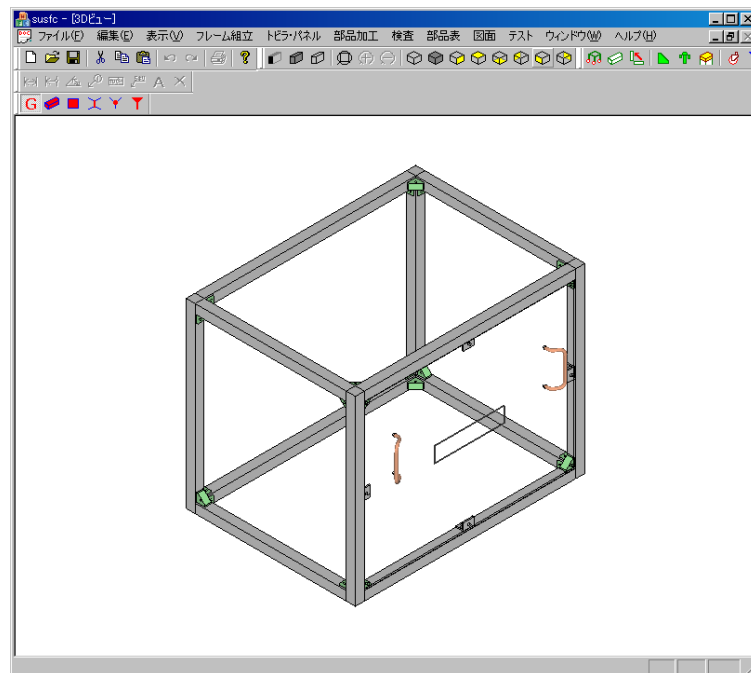 susfc - [3Dビュー]
ファイル(F) 編集(E) 表示(V) フレーム組立 トビラ・パネル 部品加工 検査 部品表 図面 テスト ウィンドウ(W) ヘルプ(H)
A
G